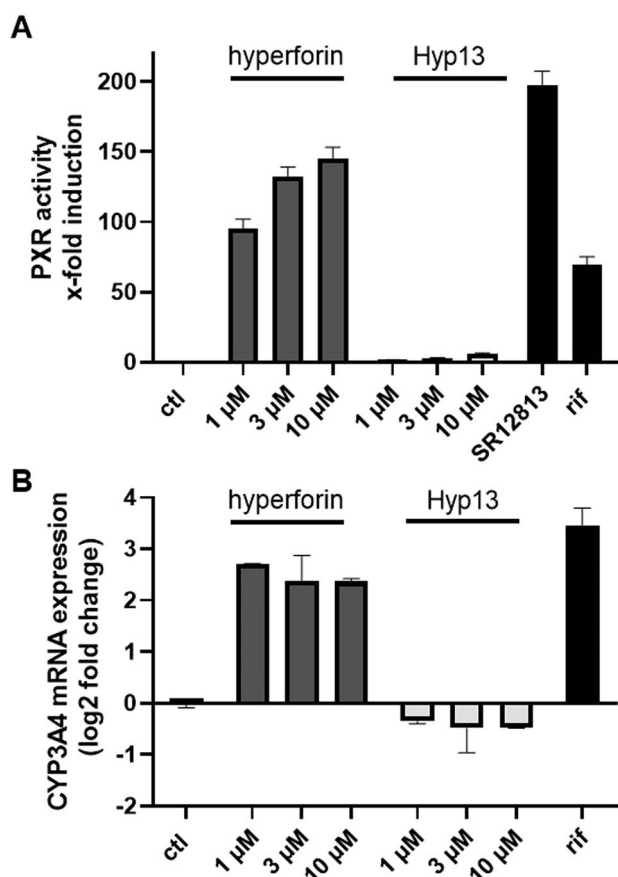 A
hyperforin
Hyp13
PXR activity
x-fold induction
200
150
100
50
0
ctl
1 µM
3 µM
10 µM
1 µM
3 µM
10 µM
SR12813
rif
B
hyperforin
Hyp13
CYP3A4 mRNA expression
(log2 fold change)
4
3
2
1
0
-1
-2
ctl
1 µM
3 µM
10 µM
1 µM
3 µM
10 µM
rif